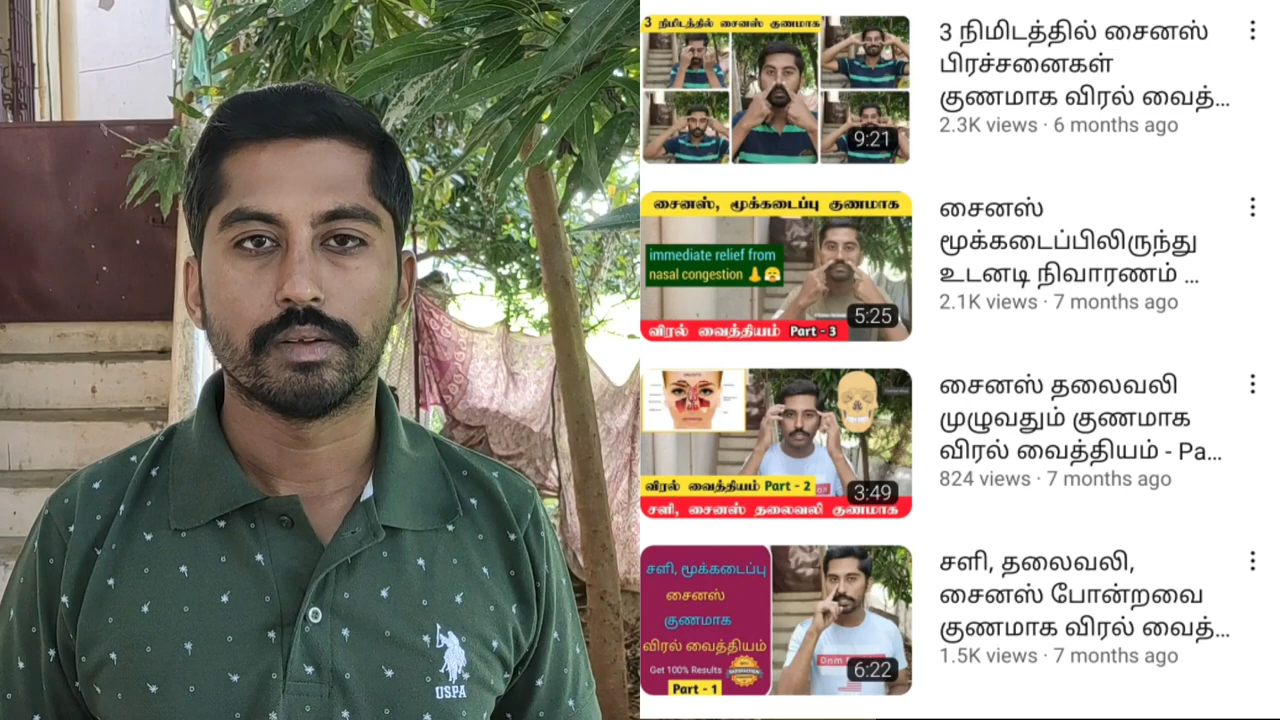 USPA
3 நிமிடத்தில் சைனஸ் குணமாக
9:21
3 நிமிடத்தில் சைனஸ்
பிரச்சனைகள்
குணமாக விரல் வைத்...
2.3K views · 6 months ago
சைனஸ், மூக்கடைப்பு குணமாக
immediate relief from
nasal congestion
5:25
விரல் வைத்தியம் Part - 3
சைனஸ்
மூக்கடைப்பிலிருந்து
உடனடி நிவாரணம் ...
2.1K views · 7 months ago
விரல் வைத்தியம் Part - 2
3:49
சளி, சைனஸ் தலைவலி குணமாக
சைனஸ் தலைவலி
முழுவதும் குணமாக
விரல் வைத்தியம் - Pa...
824 views · 7 months ago
சளி, மூக்கடைப்பு
சைனஸ்
குணமாக
விரல் வைத்தியம்
Get 100% Results
Part - 1
6:22
சளி, தலைவலி,
சைனஸ் போன்றவை
குணமாக விரல் வைத்...
1.5K views · 7 months ago